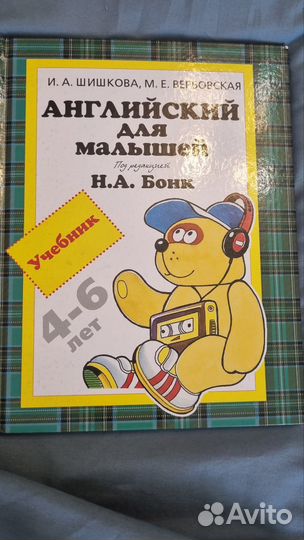 И. А. ШИШКОВА, М. Е. ВЕРБОВСКАЯ
АНГЛИЙСКИЙ
ДЛЯ
МАЛЫШЕЙ
Под редакцией
Н.А. Бонк
Учебник
4-6
лет
Avito